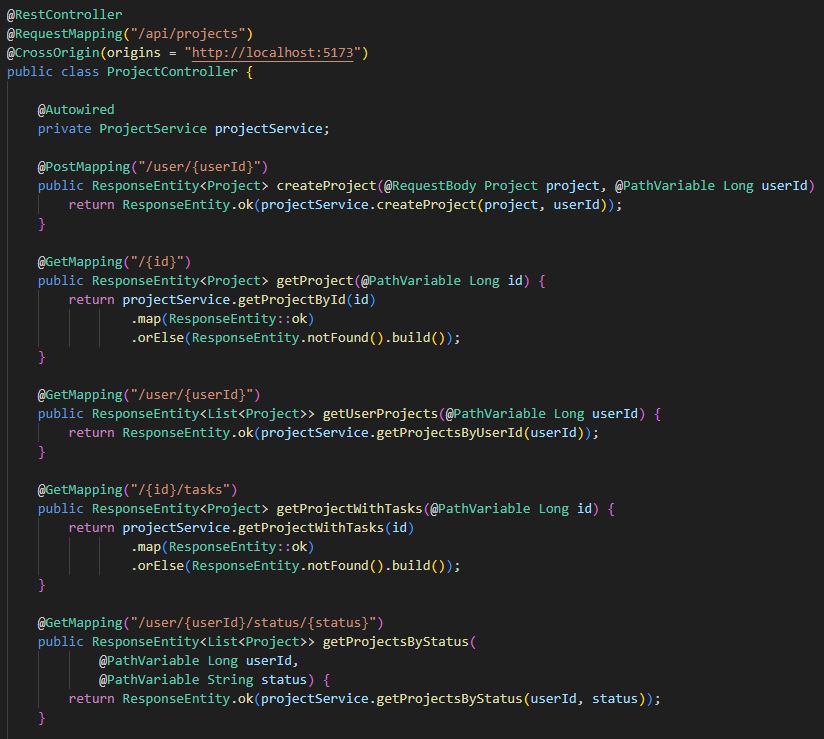 @RestController
@RequestMapping("/api/projects")
@CrossOrigin(origins = "http://localhost:5173")
public class ProjectController {
@Autowired
private ProjectService projectService;
@PostMapping("/user/{userId}")
public ResponseEntity<Project> createProject(@RequestBody Project project, @PathVariable Long userId)
return ResponseEntity.ok(projectService.createProject(project, userId));
}
@GetMapping("/{id}")
public ResponseEntity<Project> getProject(@PathVariable Long id) {
return projectService.getProjectById(id)
.map(ResponseEntity::ok)
.orElse(ResponseEntity.notFound().build());
}
@GetMapping("/user/{userId}")
public ResponseEntity<List<Project>> getUserProjects(@PathVariable Long userId) {
return ResponseEntity.ok(projectService.getProjectsByUserId(userId));
}
@GetMapping("/{id}/tasks")
public ResponseEntity<Project> getProjectWithTasks(@PathVariable Long id) {
return projectService.getProjectWithTasks(id)
.map(ResponseEntity::ok)
.orElse(ResponseEntity.notFound().build());
}
@GetMapping("/user/{userId}/status/{status}")
public ResponseEntity<List<Project>> getProjectsByStatus(
@PathVariable Long userId,
@PathVariable String status) {
return ResponseEntity.ok(projectService.getProjectsByStatus(userId, status));
}